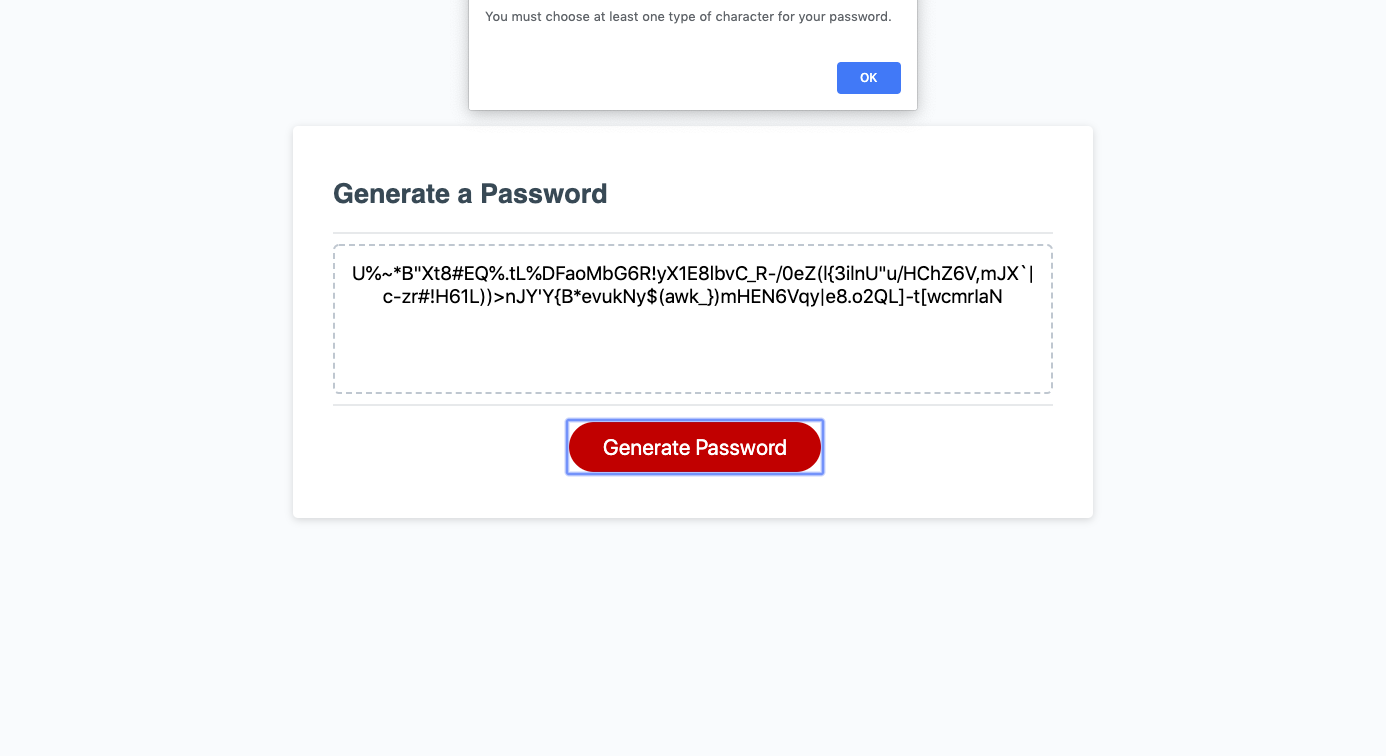 You must choose at least one type of character for your password.
OK
Generate a Password
U%~*B"Xt8#EQ%.tL%DFaoMbG6R!yX1E8lbvC_R-/0eZ(l{3ilnU"u/HChZ6V,mJX`|
c-zr#!H61L))>nJY'Y{B*evukNy$(awk_})mHEN6Vqy|e8.o2QL]-t[wcmrlaN
Generate Password